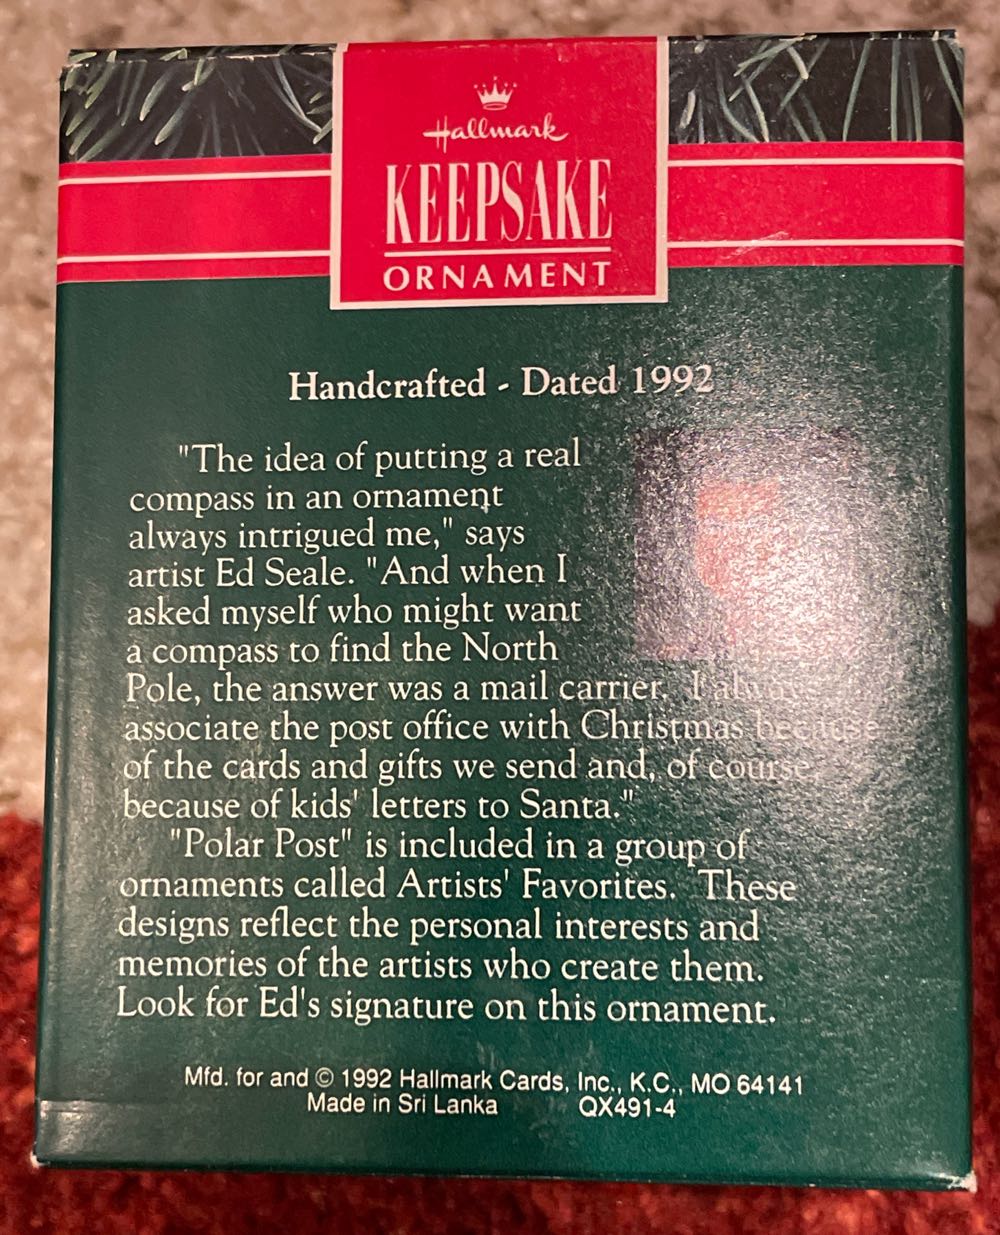 Hallmark
KEEPSAKE
ORNAMENT
Handcrafted - Dated 1992
"The idea of putting a real
compass in an ornament
always intrigued me," says
artist Ed Seale. "And when I
asked myself who might want
a compass to find the North
Pole, the answer was a mail carrier. I always
associate the post office with Christmas because
of the cards and gifts we send and, of course,
because of kids' letters to Santa."
"Polar Post" is included in a group of
ornaments called Artists' Favorites. These
designs reflect the personal interests and
memories of the artists who create them.
Look for Ed's signature on this ornament.
Mfd. for and © 1992 Hallmark Cards, Inc., K.C., MO 64141
Made in Sri Lanka QX491-4